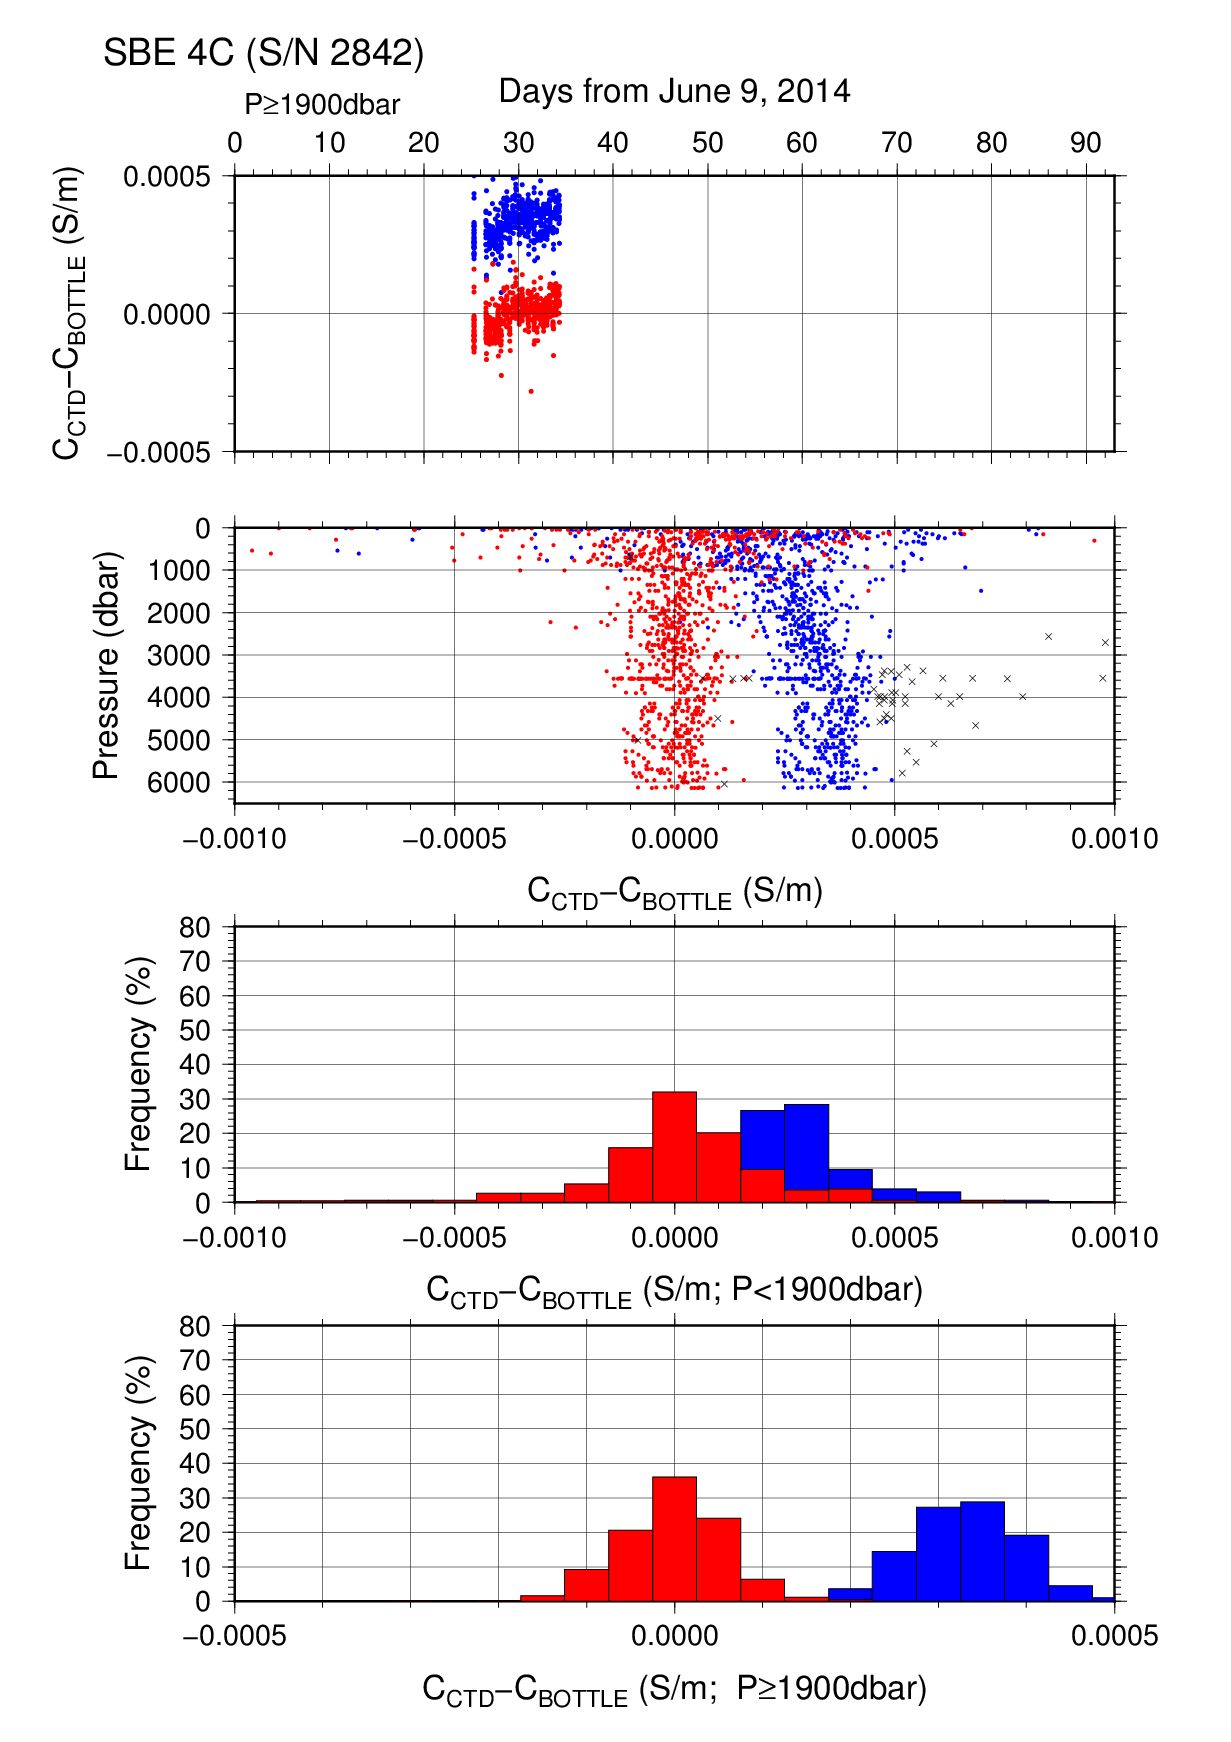 SBE 4C (S/N 2842)
Days from June 9, 2014
P≥1900dbar
0 10 20 30 40 50 60 70 80 90
CCTD−CBOTTLE (S/m)
0.0005
0.0000
−0.0005
Pressure (dbar)
0
1000
2000
3000
4000
5000
6000
−0.0010 −0.0005 0.0000 0.0005 0.0010
CCTD−CBOTTLE (S/m)
Frequency (%)
80
70
60
50
40
30
20
10
0
−0.0010 −0.0005 0.0000 0.0005 0.0010
CCTD−CBOTTLE (S/m; P<1900dbar)
Frequency (%)
80
70
60
50
40
30
20
10
0
−0.0005 0.0000 0.0005
CCTD−CBOTTLE (S/m; P≥1900dbar)